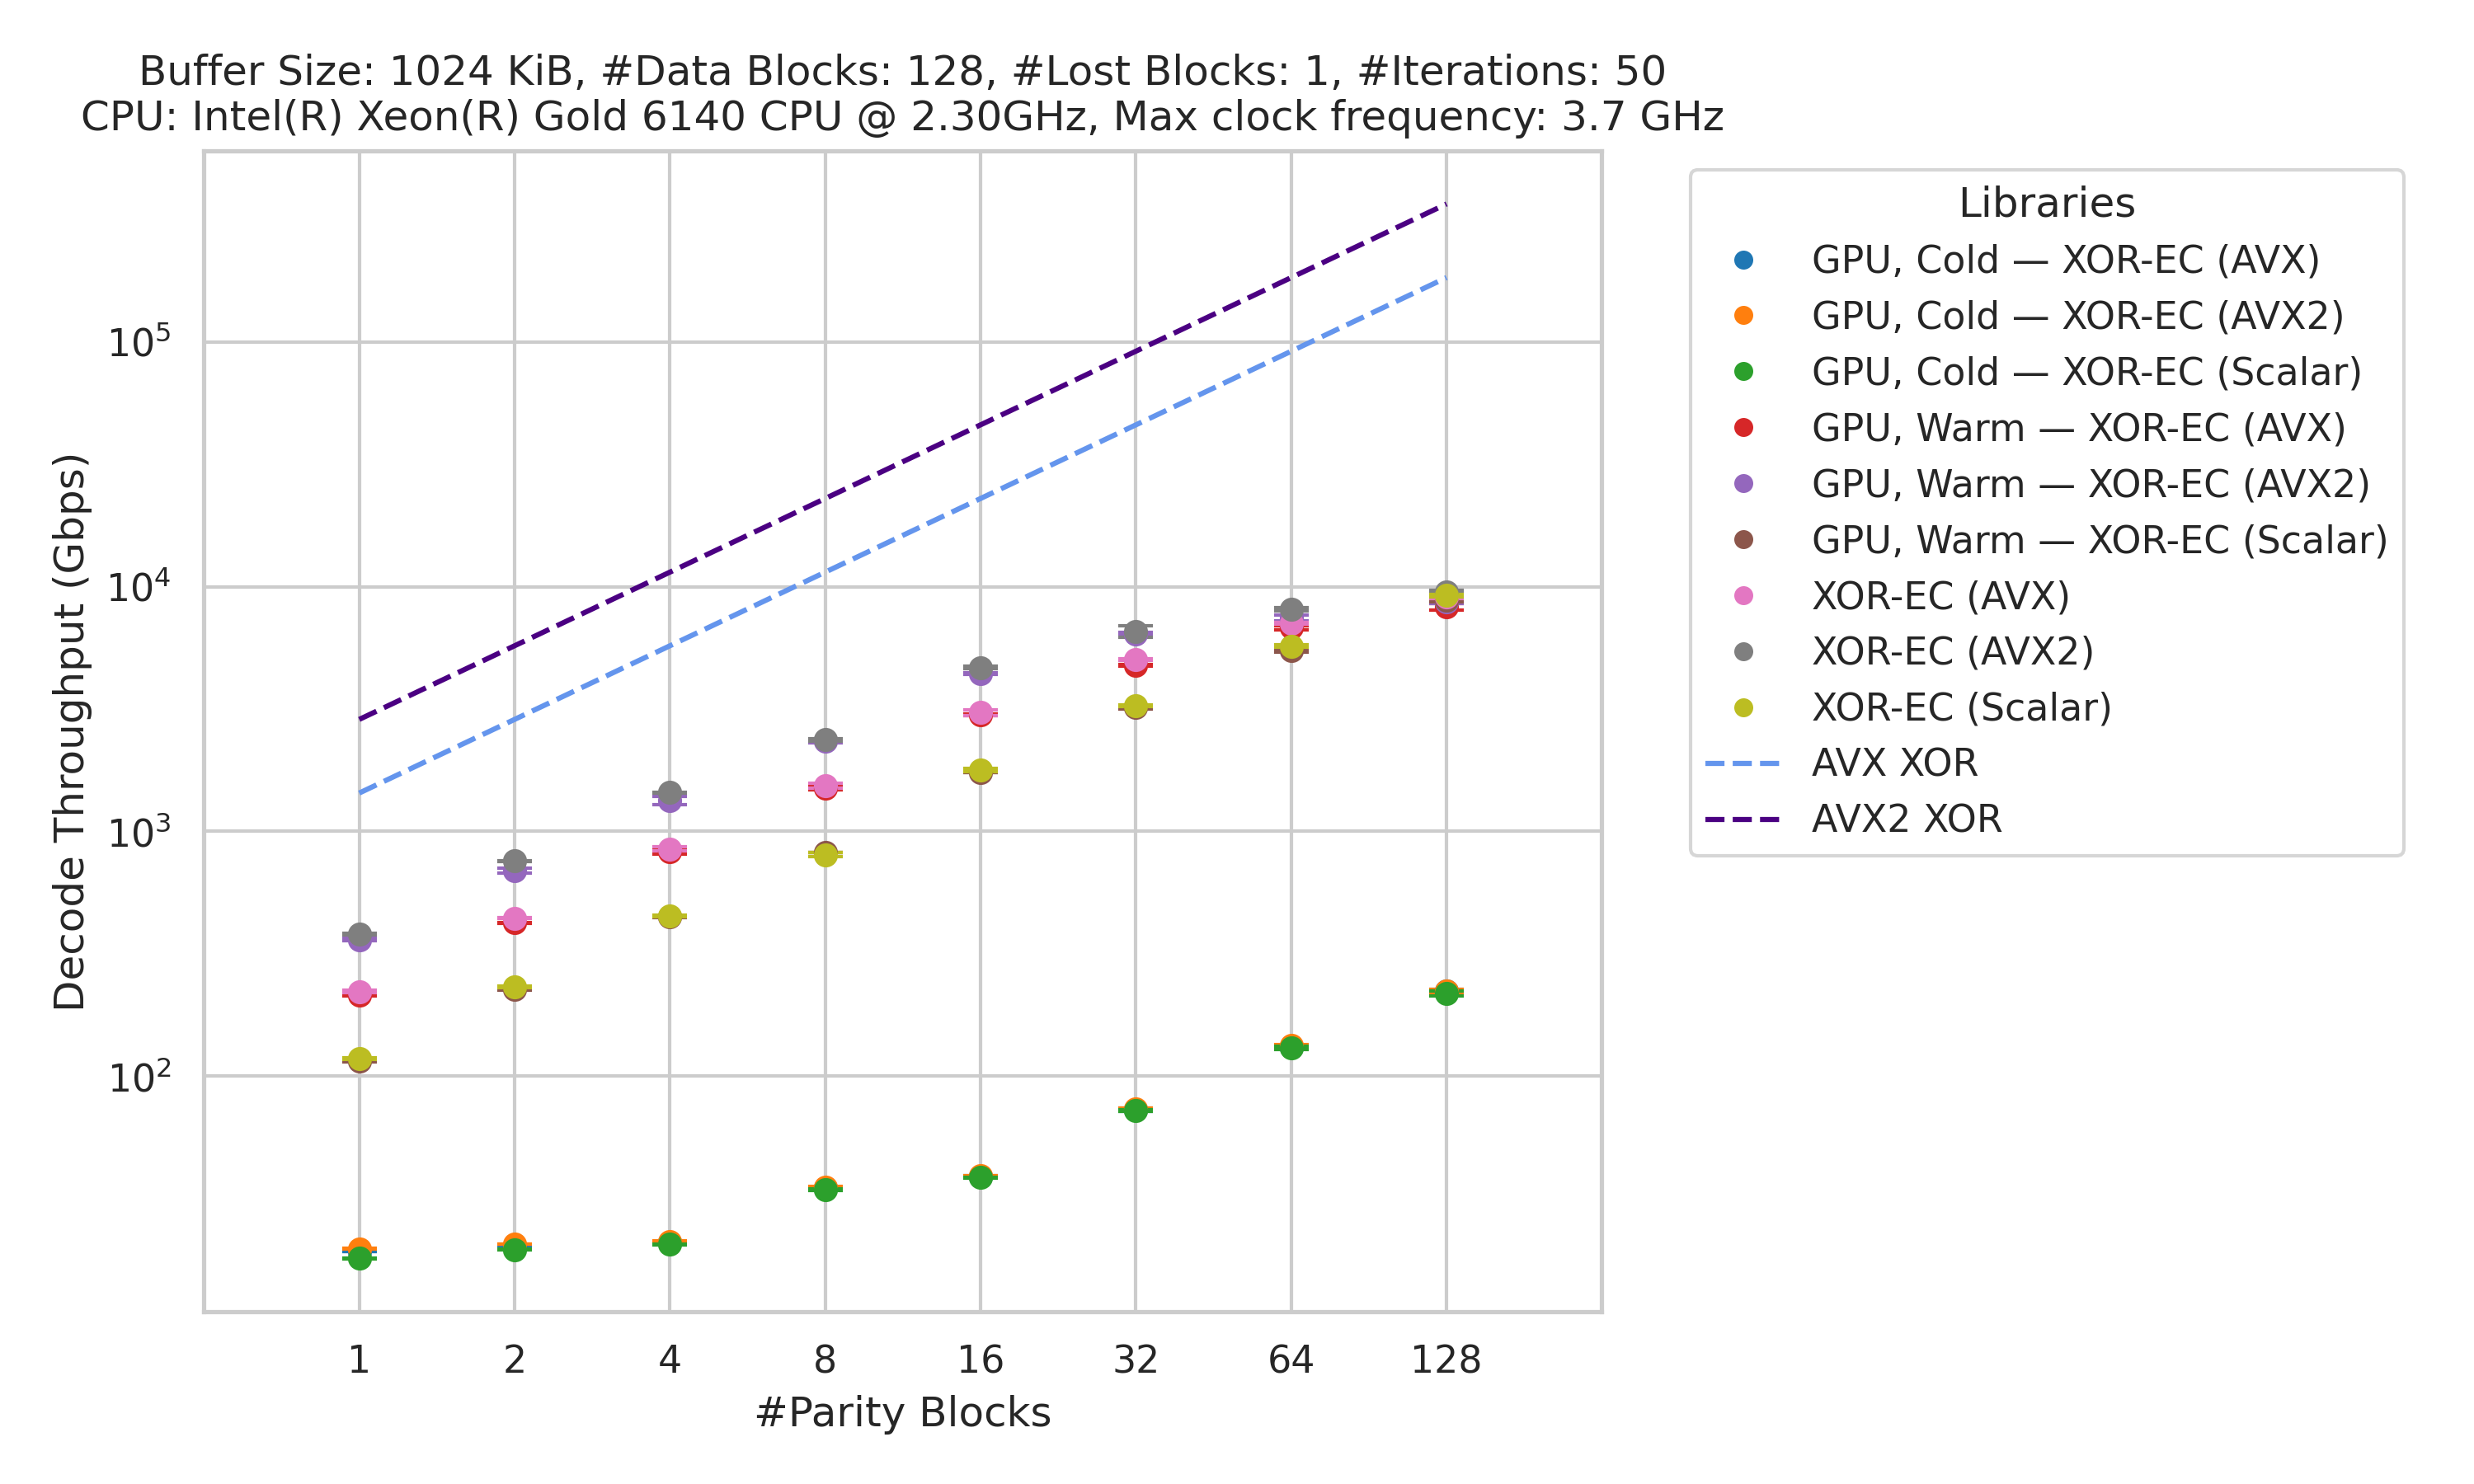 Buffer Size: 1024 KiB, #Data Blocks: 128, #Lost Blocks: 1, #Iterations: 50
CPU: Intel(R) Xeon(R) Gold 6140 CPU @ 2.30GHz, Max clock frequency: 3.7 GHz
Decode Throughput (Gbps)
10⁵
10⁴
10³
10²
1 2 4 8 16 32 64 128
#Parity Blocks
Libraries
GPU, Cold — XOR-EC (AVX)
GPU, Cold — XOR-EC (AVX2)
GPU, Cold — XOR-EC (Scalar)
GPU, Warm — XOR-EC (AVX)
GPU, Warm — XOR-EC (AVX2)
GPU, Warm — XOR-EC (Scalar)
XOR-EC (AVX)
XOR-EC (AVX2)
XOR-EC (Scalar)
AVX XOR
AVX2 XOR